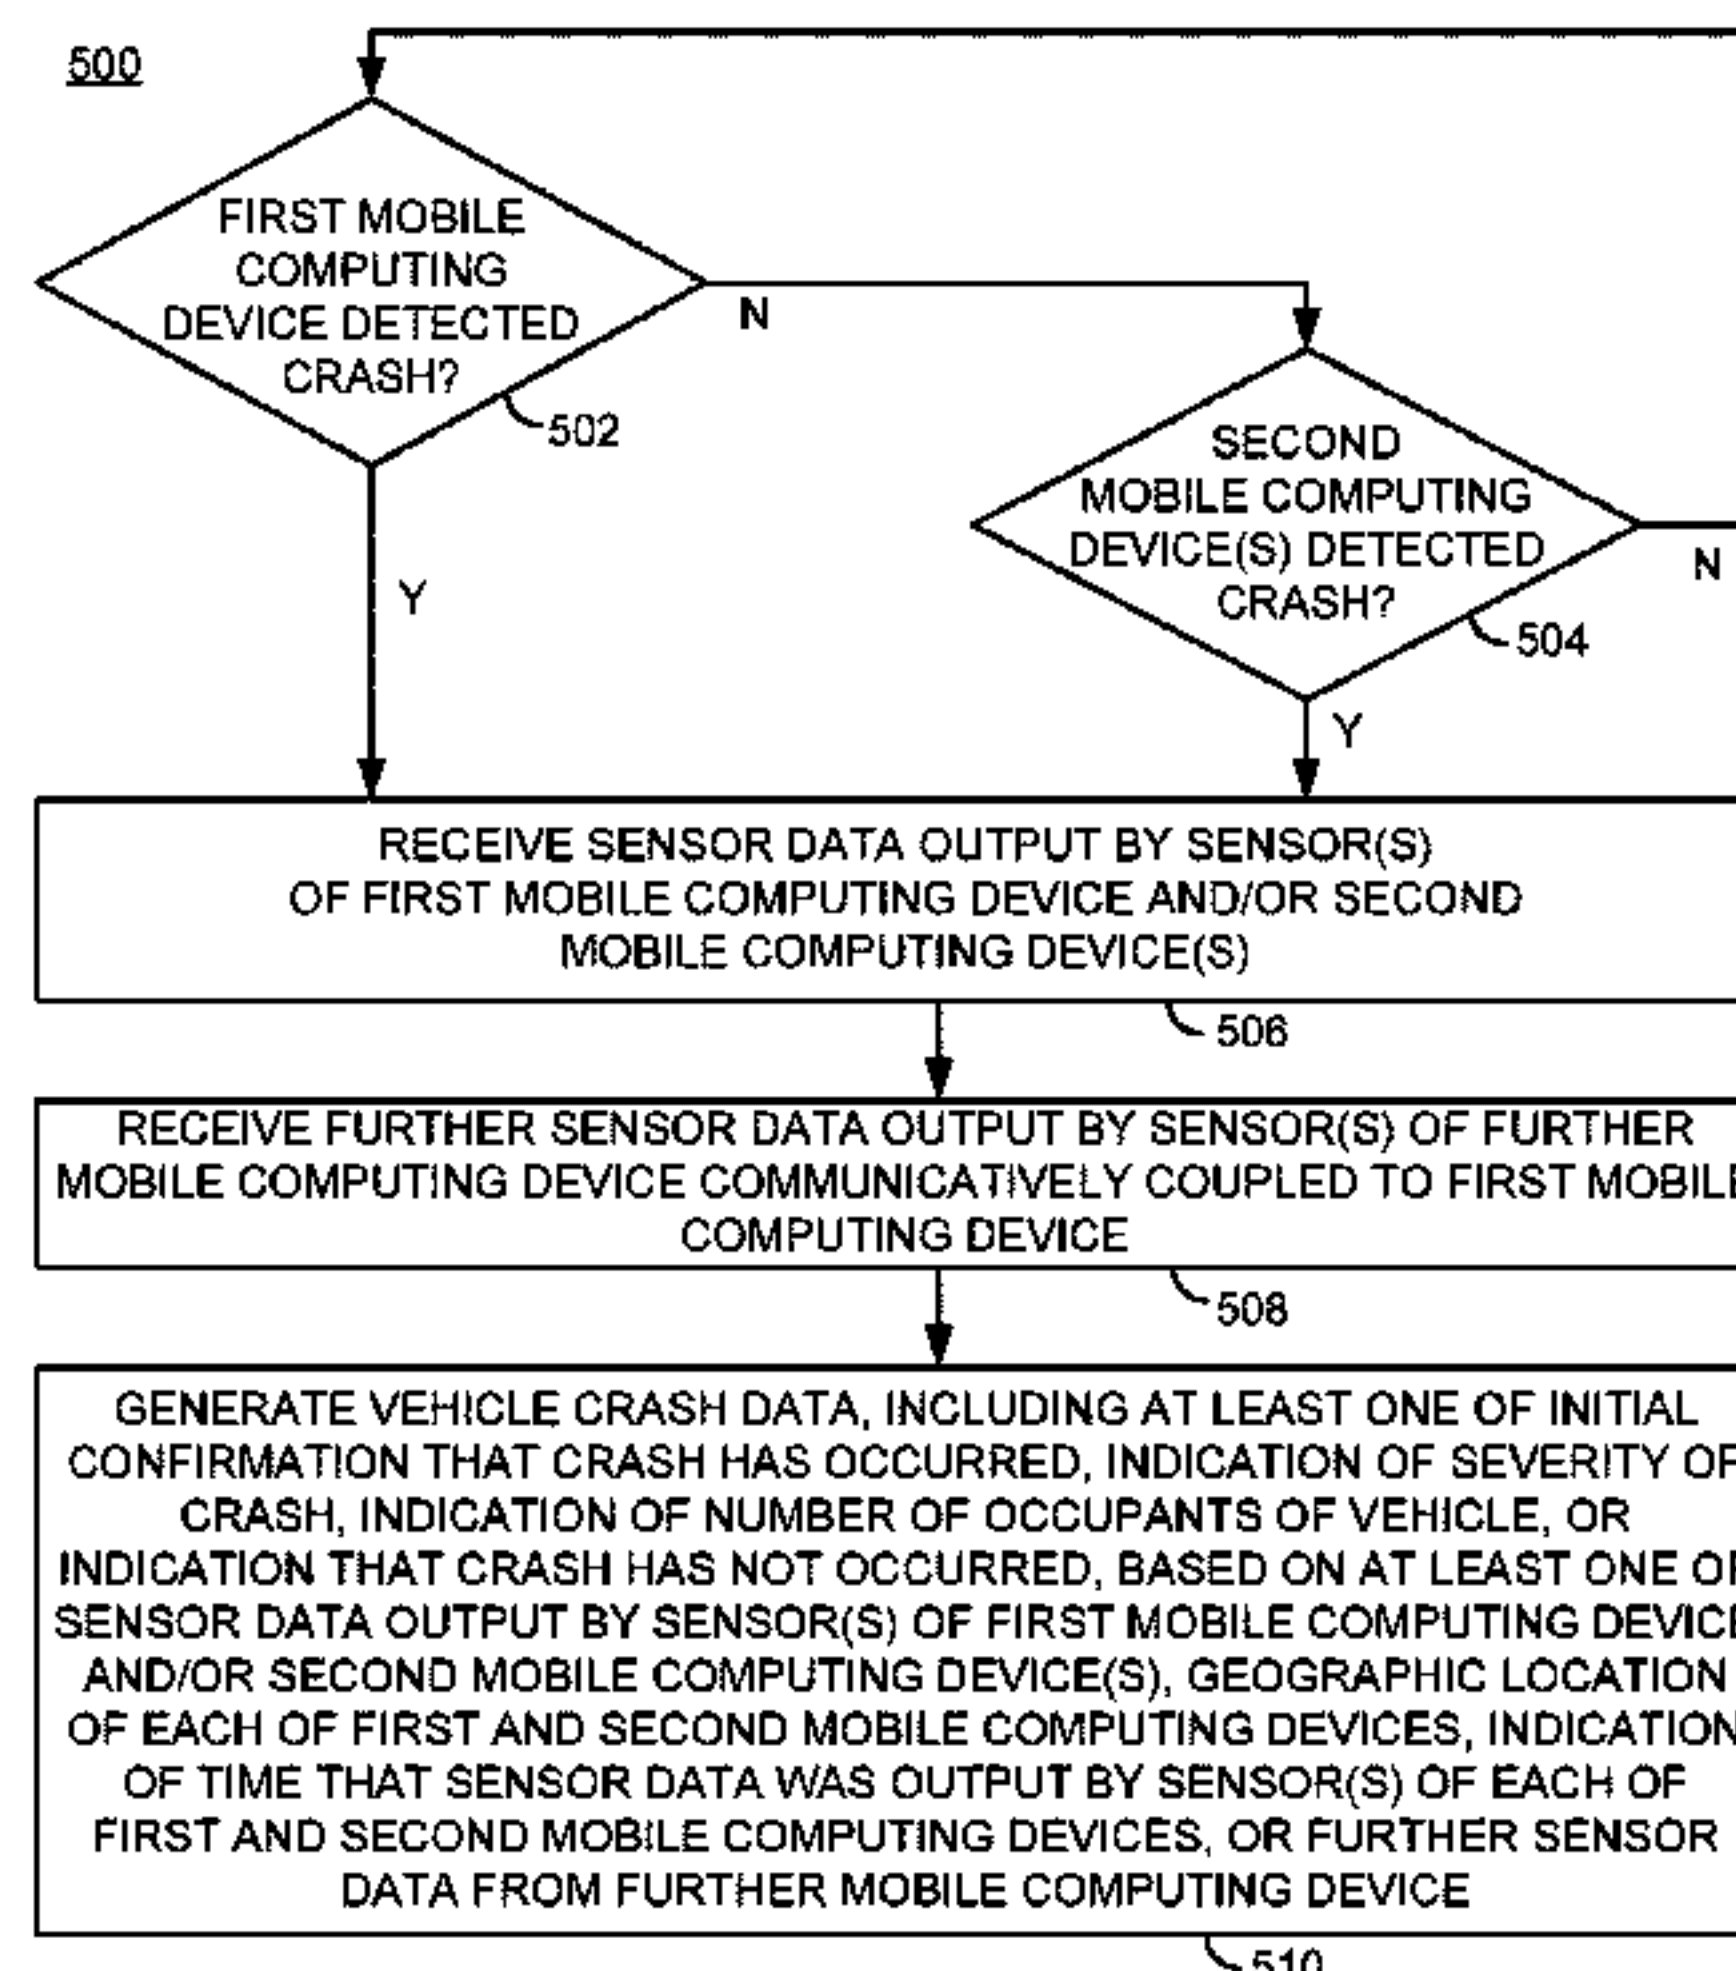 500
FIRST MOBILE
COMPUTING
DEVICE DETECTED
CRASH?
502
N
Y
SECOND
MOBILE COMPUTING
DEVICE(S) DETECTED
CRASH?
504
N
Y
RECEIVE SENSOR DATA OUTPUT BY SENSOR(S)
OF FIRST MOBILE COMPUTING DEVICE AND/OR SECOND
MOBILE COMPUTING DEVICE(S)
506
RECEIVE FURTHER SENSOR DATA OUTPUT BY SENSOR(S) OF FURTHER
MOBILE COMPUTING DEVICE COMMUNICATIVELY COUPLED TO FIRST MOBILE
COMPUTING DEVICE
508
GENERATE VEHICLE CRASH DATA, INCLUDING AT LEAST ONE OF INITIAL
CONFIRMATION THAT CRASH HAS OCCURRED, INDICATION OF SEVERITY OF
CRASH, INDICATION OF NUMBER OF OCCUPANTS OF VEHICLE, OR
INDICATION THAT CRASH HAS NOT OCCURRED, BASED ON AT LEAST ONE OF
SENSOR DATA OUTPUT BY SENSOR(S) OF FIRST MOBILE COMPUTING DEVICE
AND/OR SECOND MOBILE COMPUTING DEVICE(S), GEOGRAPHIC LOCATION
OF EACH OF FIRST AND SECOND MOBILE COMPUTING DEVICES, INDICATION
OF TIME THAT SENSOR DATA WAS OUTPUT BY SENSOR(S) OF EACH OF
FIRST AND SECOND MOBILE COMPUTING DEVICES, OR FURTHER SENSOR
DATA FROM FURTHER MOBILE COMPUTING DEVICE
510